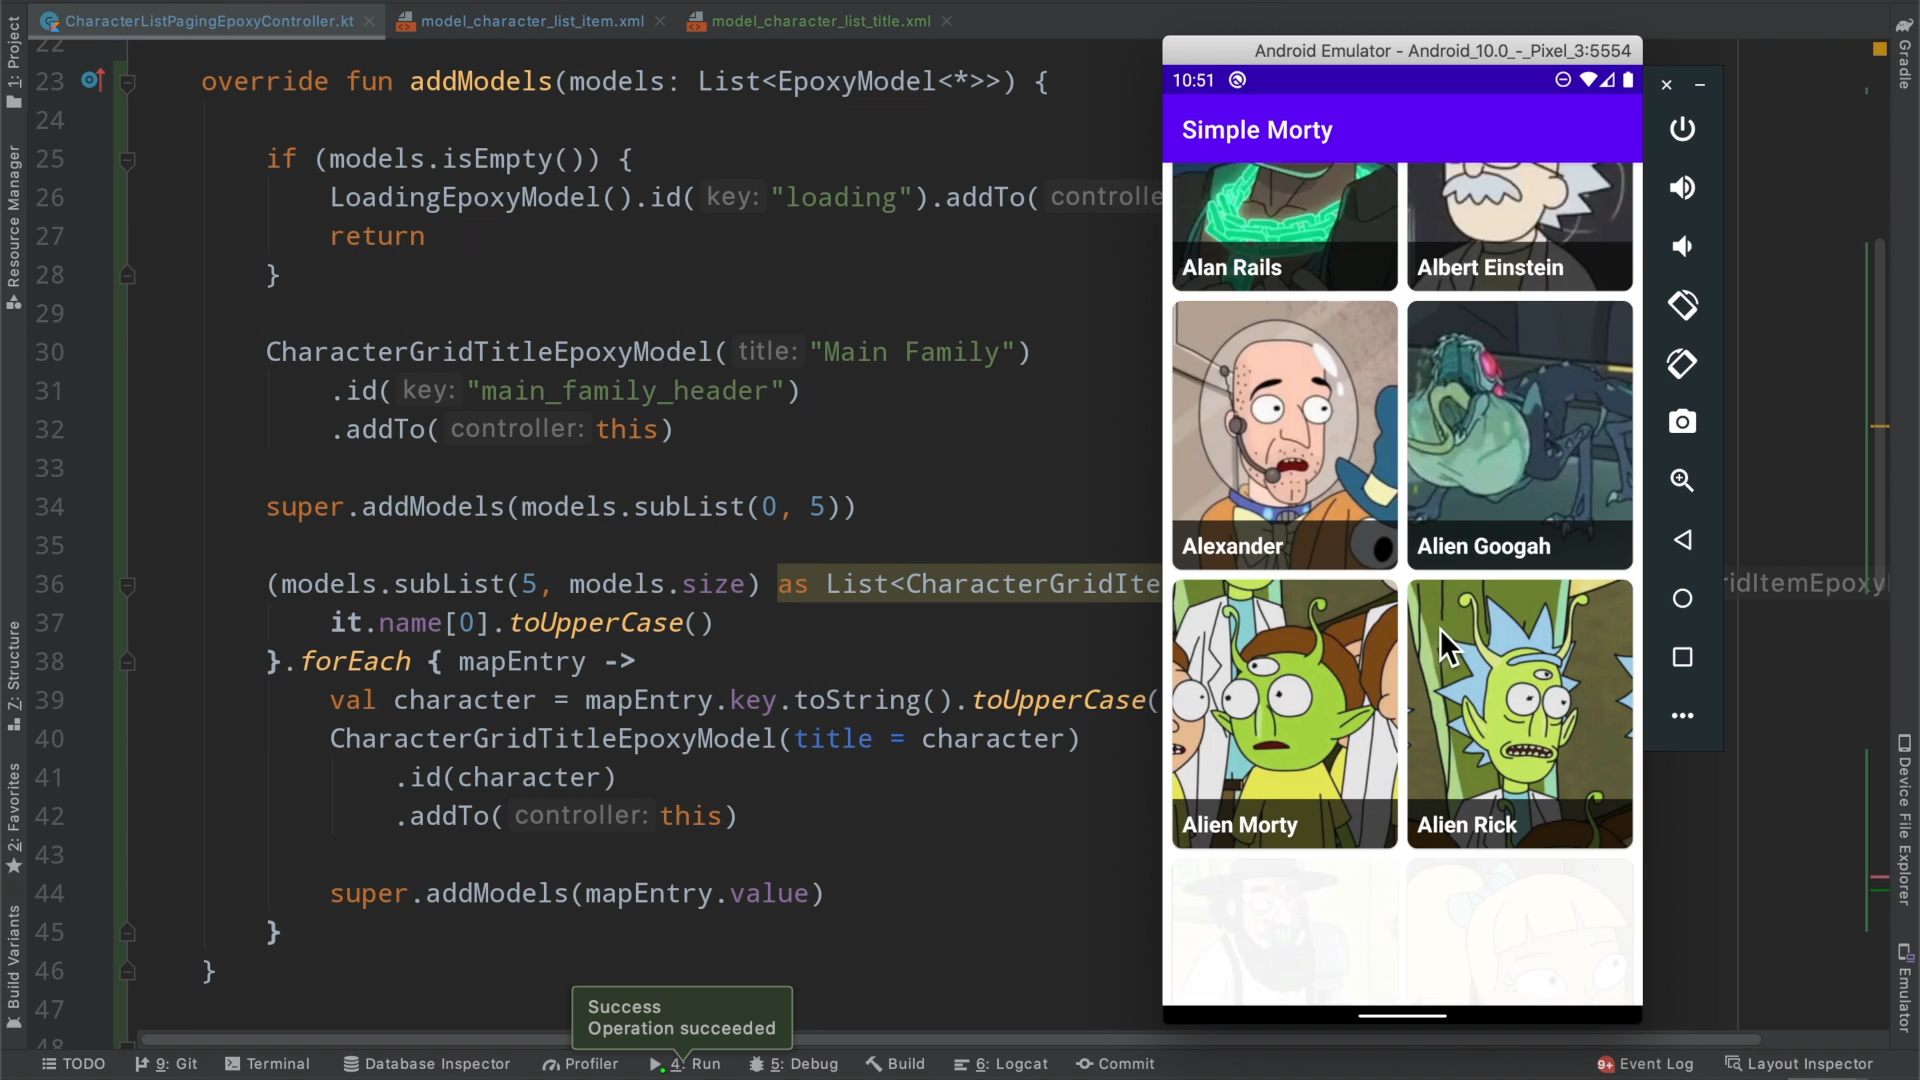 CharacterListPagingEpoxyController.kt
model_character_list_item.xml
model_character_list_title.xml
1: Project
Resource Manager
7: Structure
2: Favorites
Build Variants
22
23 override fun addModels(models: List<EpoxyModel<*>>) {
24
25 if (models.isEmpty()) {
26 LoadingEpoxyModel().id( key: "loading").addTo( controlle
27 return
28 }
29
30 CharacterGridTitleEpoxyModel( title: "Main Family")
31 .id( key: "main_family_header")
32 .addTo( controller: this)
33
34 super.addModels(models.subList(0, 5))
35
36 (models.subList(5, models.size) as List<CharacterGridIte
ridItemEpoxy
37 it.name[0].toUpperCase()
38 }.forEach { mapEntry ->
39 val character = mapEntry.key.toString().toUpperCase(
40 CharacterGridTitleEpoxyModel(title = character)
41 .id(character)
42 .addTo( controller: this)
43
44 super.addModels(mapEntry.value)
45 }
46 }
47
48
Android Emulator - Android_10.0_-_Pixel_3:5554
10:51
Simple Morty
Alan Rails
Albert Einstein
Alexander
Alien Googah
Alien Morty
Alien Rick
Gradle
Device File Explorer
Emulator
Success
Operation succeeded
TODO
9: Git
Terminal
Database Inspector
Profiler
4: Run
5: Debug
Build
6: Logcat
Commit
9+ Event Log
Layout Inspector